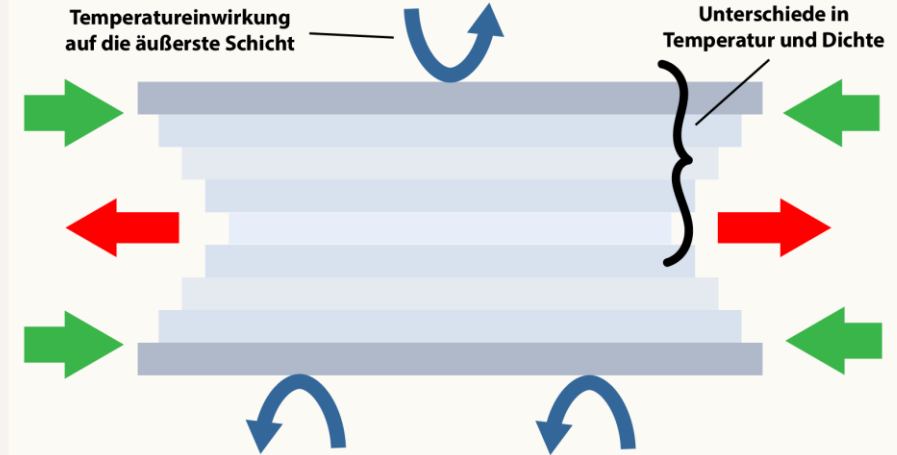 Temperatureinwirkung
auf die äußerste Schicht
Unterschiede in
Temperatur und Dichte